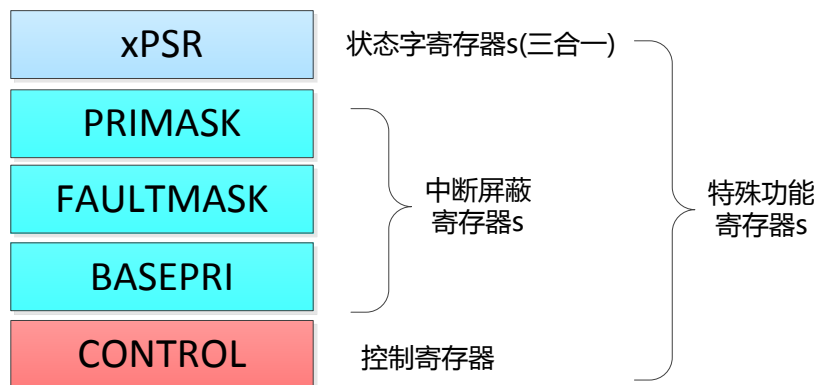 xPSR 状态字寄存器s(三合一)
PRIMASK
FAULTMASK
中断屏蔽
寄存器s
特殊功能
寄存器s
BASEPRI
CONTROL 控制寄存器